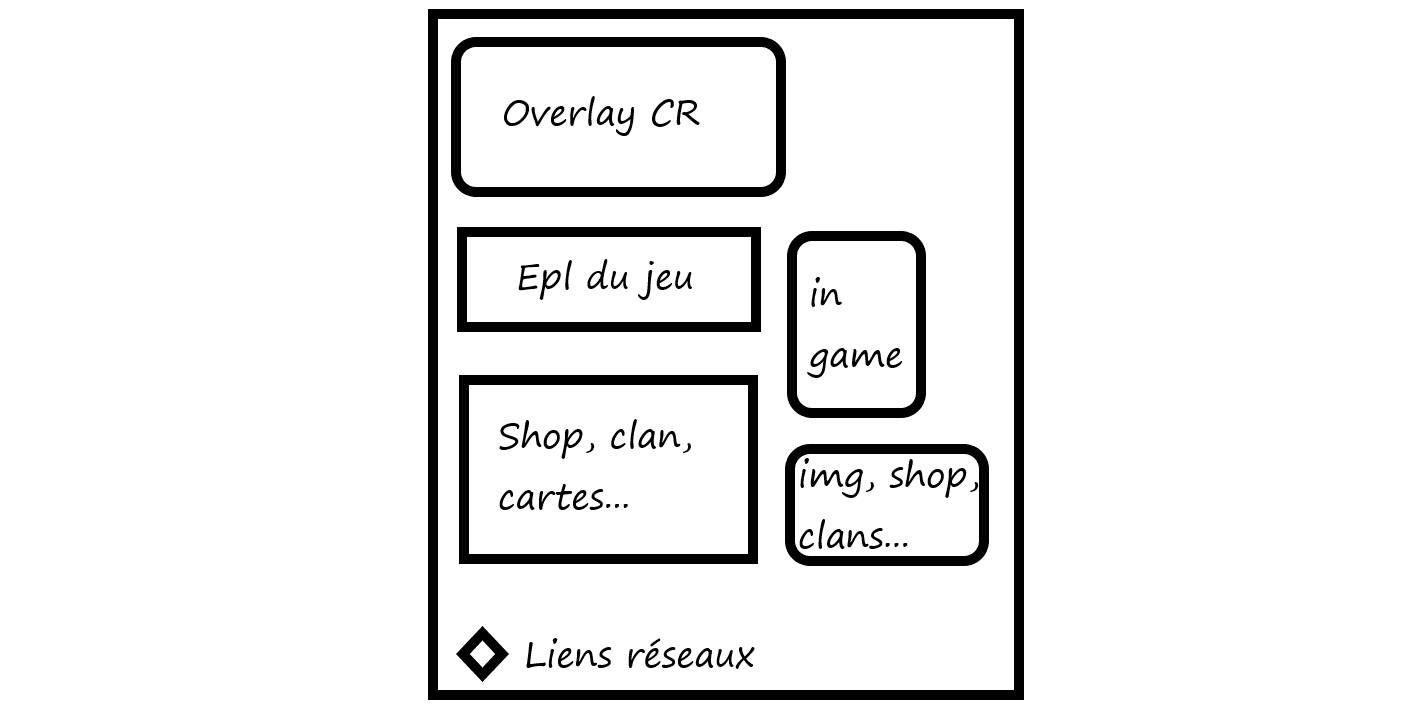 Overlay CR
Epl du jeu
in
game
Shop, clan,
cartes...
img, shop,
clans...
Liens réseaux